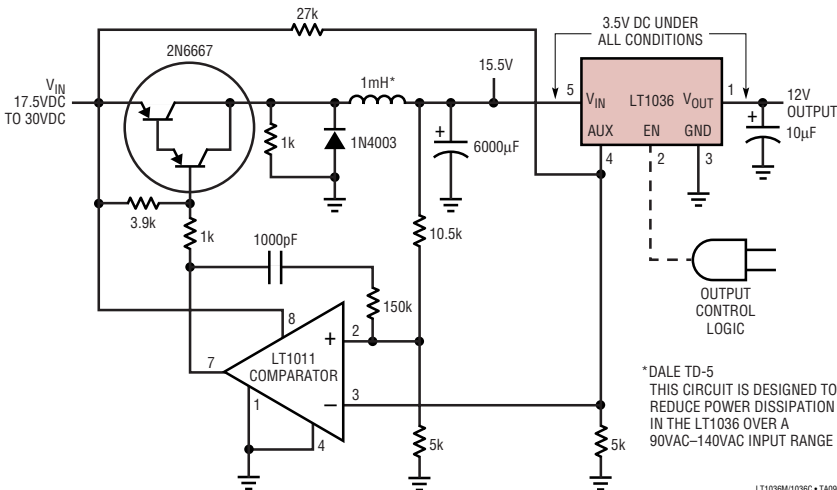 27k
3.5V DC UNDER
ALL CONDITIONS
2N6667
15.5V
1mH*
VIN
17.5VDC
TO 30VDC
5
VIN
LT1036
VOUT
1
12V
OUTPUT
AUX
EN
GND
+
10µF
4
2
3
1k
1N4003
+
6000µF
3.9k
1k
1000pF
10.5k
150k
OUTPUT
CONTROL
LOGIC
8
+
2
7
LT1011
COMPARATOR
–
3
1
4
5k
5k
*DALE TD-5
THIS CIRCUIT IS DESIGNED TO
REDUCE POWER DISSIPATION
IN THE LT1036 OVER A
90VAC–140VAC INPUT RANGE
LT1036M/1036C • TA09